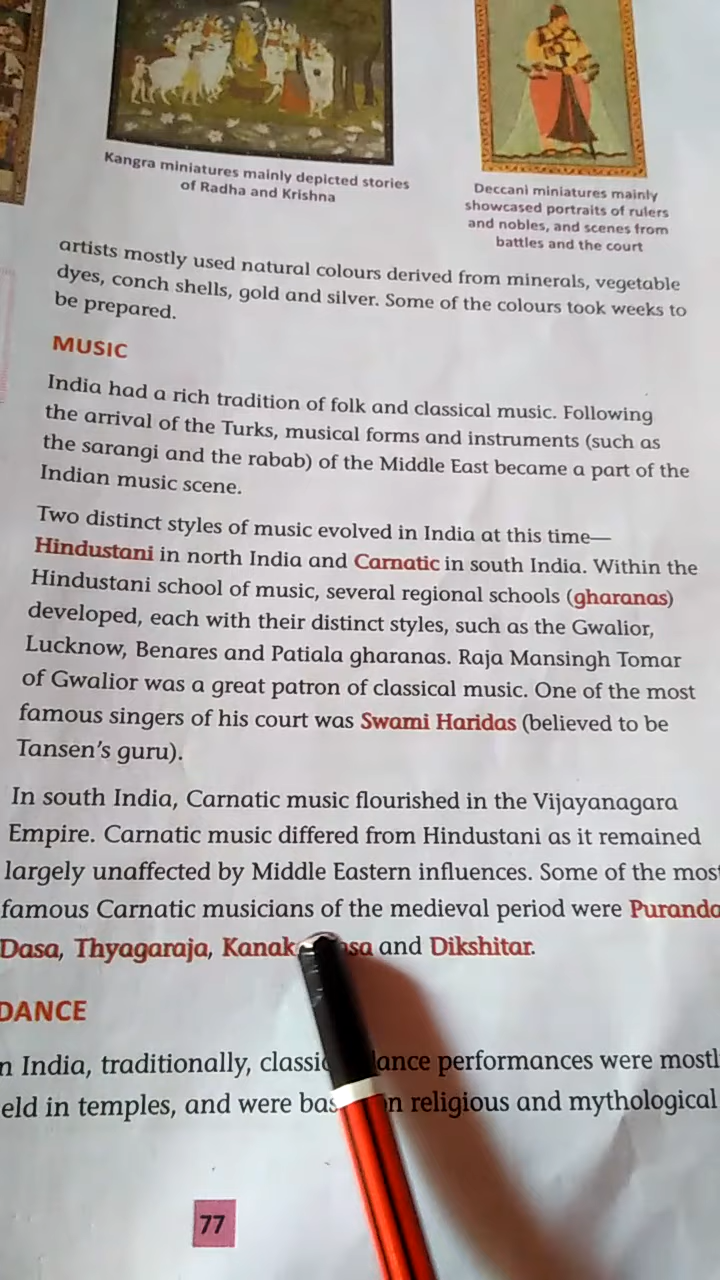 Kangra miniatures mainly depicted stories
of Radha and Krishna
Deccani miniatures mainly
showcased portraits of rulers
and nobles, and scenes from
battles and the court
artists mostly used natural colours derived from minerals, vegetable
dyes, conch shells, gold and silver. Some of the colours took weeks to
be prepared.
MUSIC
India had a rich tradition of folk and classical music. Following
the arrival of the Turks, musical forms and instruments (such as
the sarangi and the rabab) of the Middle East became a part of the
Indian music scene.
Two distinct styles of music evolved in India at this time—
Hindustani in north India and Carnatic in south India. Within the
Hindustani school of music, several regional schools (gharanas)
developed, each with their distinct styles, such as the Gwalior,
Lucknow, Benares and Patiala gharanas. Raja Mansingh Tomar
of Gwalior was a great patron of classical music. One of the most
famous singers of his court was Swami Haridas (believed to be
Tansen's guru).
In south India, Carnatic music flourished in the Vijayanagara
Empire. Carnatic music differed from Hindustani as it remained
largely unaffected by Middle Eastern influences. Some of the most
famous Carnatic musicians of the medieval period were
Dasa, Thyagaraja, and Dikshitar.
DANCE
India, traditionally, performances were
in temples, and were religious and mythological
77